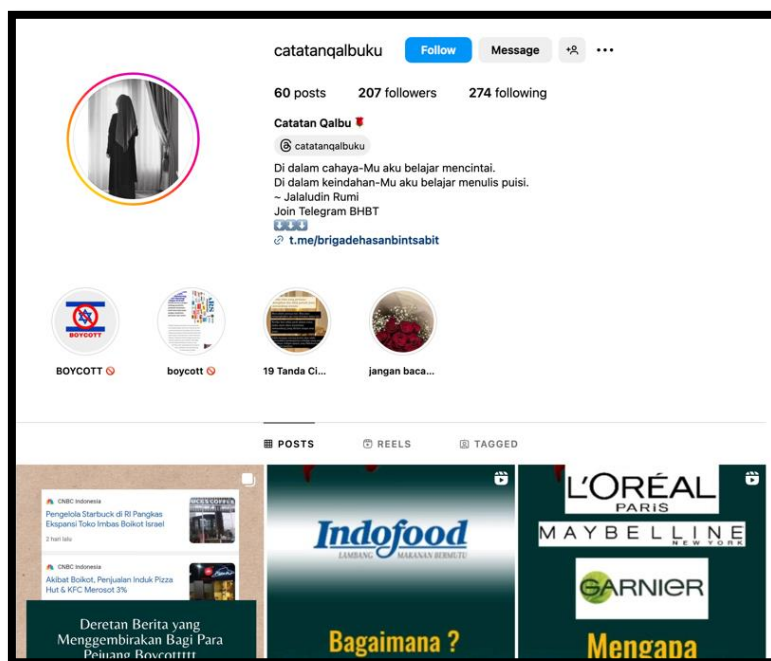 catatanqalbuku Follow Message
60 posts 207 followers 274 following
Catatan Qalbu
catatanqalbuku
Di dalam cahaya-Mu aku belajar mencintai.
Di dalam keindahan-Mu aku belajar menulis puisi.
~ Jalaludin Rumi
Join Telegram BHBT
t.me/brigadehasanbintsabit
BOYCOTT
BOYCOTT boycott 19 Tanda Ci... jangan baca...
POSTS REELS TAGGED
CNBC Indonesia
Pengelola Starbuck di RI Pangkas
Ekspansi Toko Imbas Boikot Israel
2 hari lalu
CNBC Indonesia
Akibat Boikot, Penjualan Induk Pizza
Hut & KFC Merosot 3%
Deretan Berita yang
Menggembirakan Bagi Para
Pejuang Boycottttt
Indofood
LAMBANG MAKANAN BERMUTU
Bagaimana ?
L'ORÉAL
PARIS
MAYBELLINE
NEW YORK
GARNIER
Mengapa